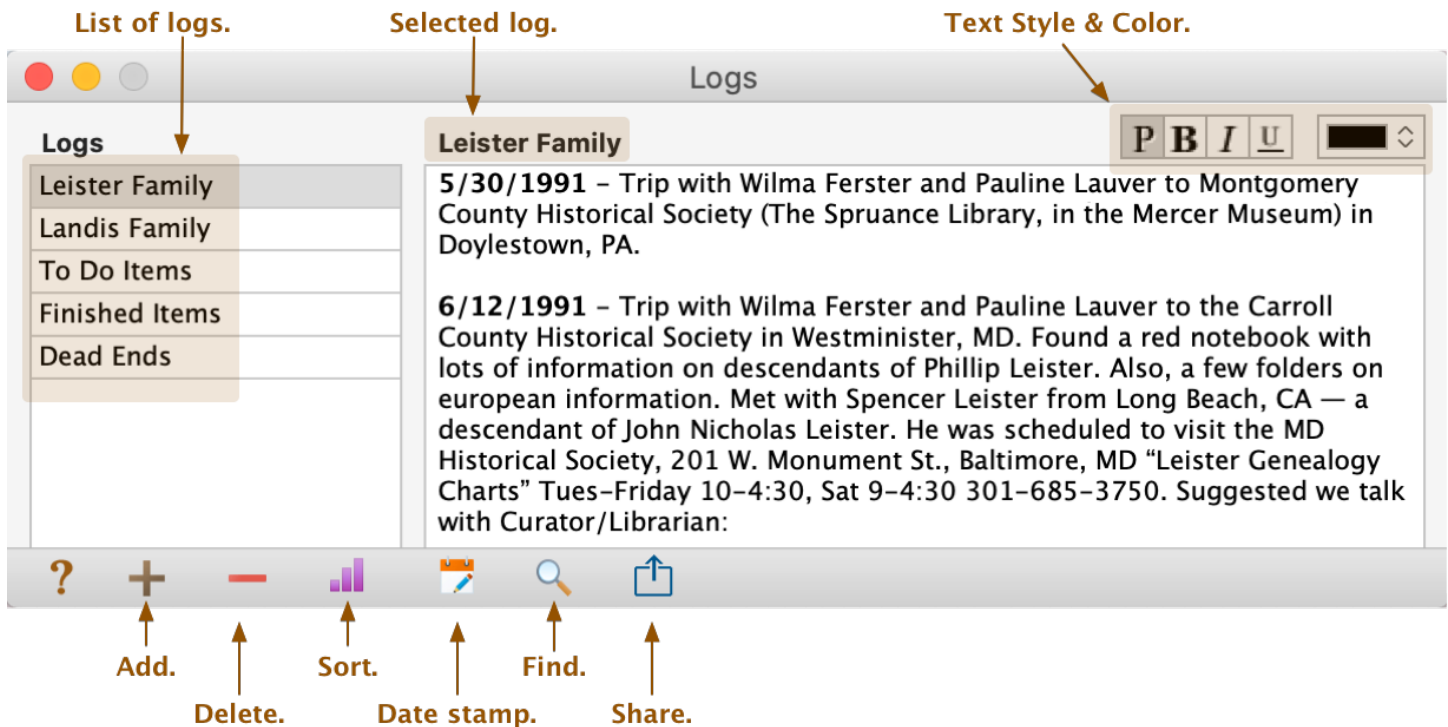 List of logs.
Selected log.
Text Style & Color.
Logs
Logs
Leister Family
P B I U
Leister Family
Landis Family
To Do Items
Finished Items
Dead Ends
5/30/1991 – Trip with Wilma Ferster and Pauline Lauver to Montgomery
County Historical Society (The Spruance Library, in the Mercer Museum) in
Doylestown, PA.
6/12/1991 – Trip with Wilma Ferster and Pauline Lauver to the Carroll
County Historical Society in Westminister, MD. Found a red notebook with
lots of information on descendants of Phillip Leister. Also, a few folders on
european information. Met with Spencer Leister from Long Beach, CA — a
descendant of John Nicholas Leister. He was scheduled to visit the MD
Historical Society, 201 W. Monument St., Baltimore, MD “Leister Genealogy
Charts” Tues–Friday 10–4:30, Sat 9–4:30 301–685–3750. Suggested we talk
with Curator/Librarian:
?
Add.
Sort.
Find.
Delete.
Date stamp.
Share.